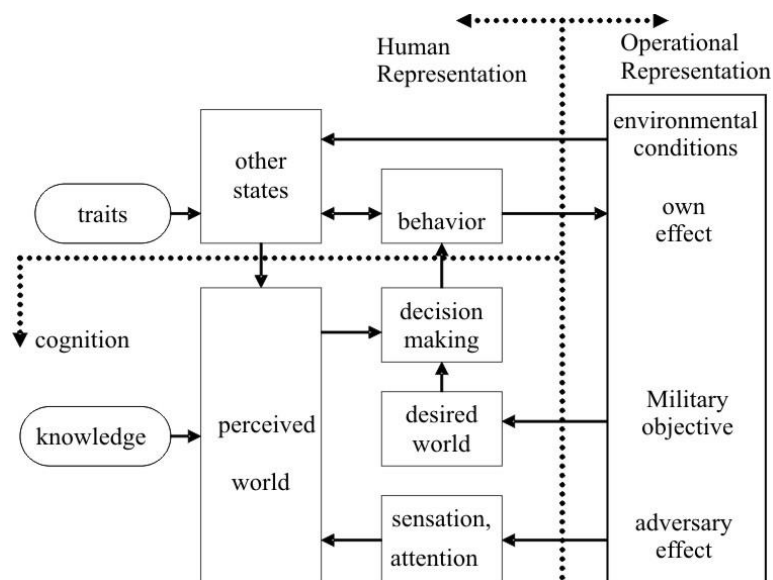 Human
Representation
Operational
Representation
environmental
conditions
other
states
traits
behavior
own
effect
cognition
decision
making
knowledge
perceived
world
desired
world
Military
objective
sensation,
attention
adversary
effect